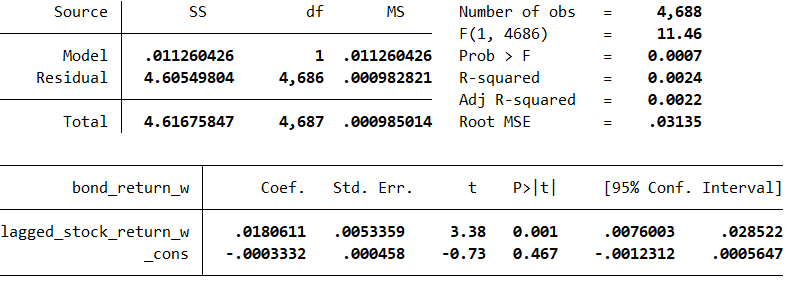 Source SS df MS Number of obs = 4,688
F(1, 4686) = 11.46
Model .011260426 1 .011260426 Prob > F = 0.0007
Residual 4.60549804 4,686 .000982821 R-squared = 0.0024
Adj R-squared = 0.0022
Total 4.61675847 4,687 .000985014 Root MSE = .03135
bond_return_w Coef. Std. Err. t P>|t| [95% Conf. Interval]
lagged_stock_return_w .0180611 .0053359 3.38 0.001 .0076003 .028522
_cons -.0003332 .000458 -0.73 0.467 -.0012312 .0005647